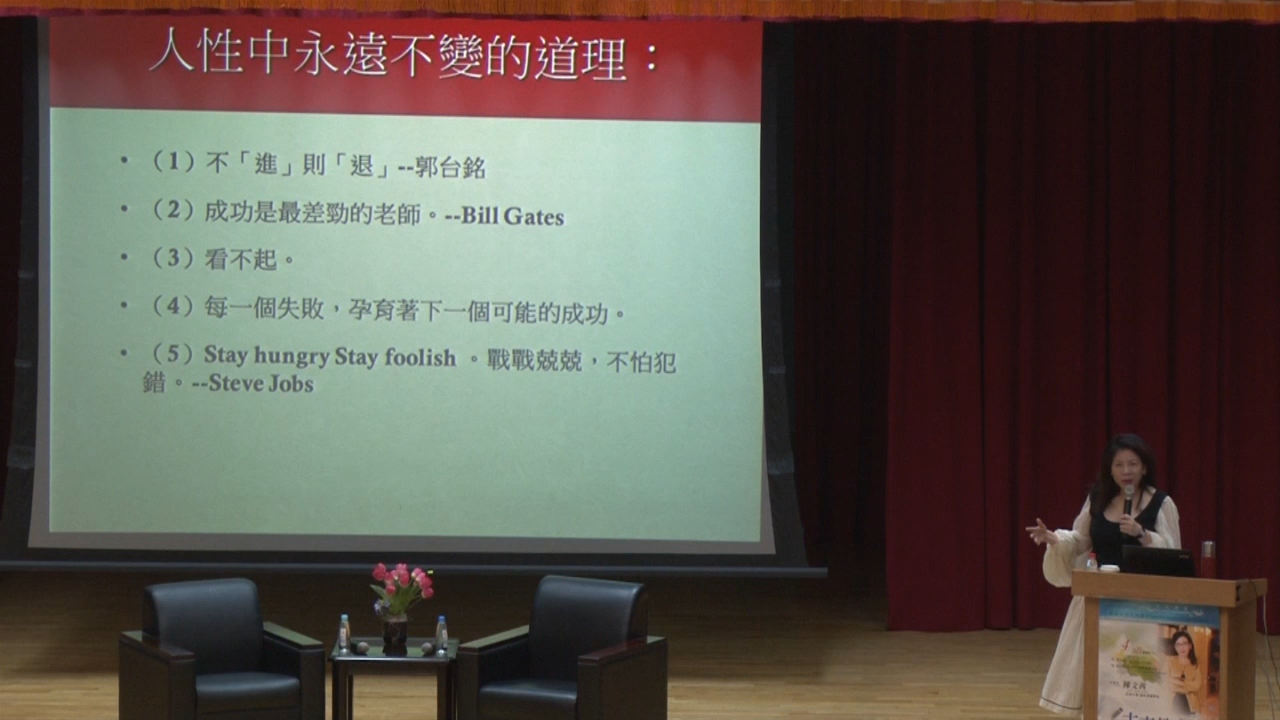 人性中永遠不變的道理：
• （1）不「進」則「退」--郭台銘
• （2）成功是最差勁的老師。--Bill Gates
• （3）看不起。
• （4）每一個失敗，孕育著下一個可能的成功。
• （5）Stay hungry Stay foolish 。戰戰兢兢，不怕犯
錯。--Steve Jobs